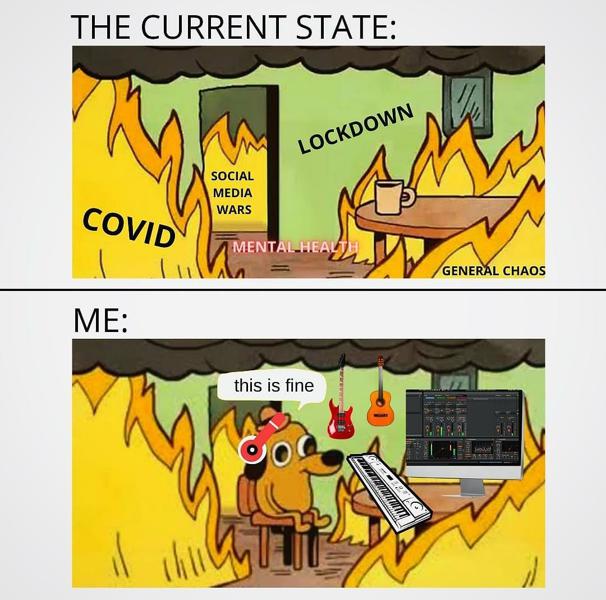 THE CURRENT STATE:
LOCKDOWN
SOCIAL
MEDIA
WARS
COVID
MENTAL HEALTH
GENERAL CHAOS
ME:
this is fine